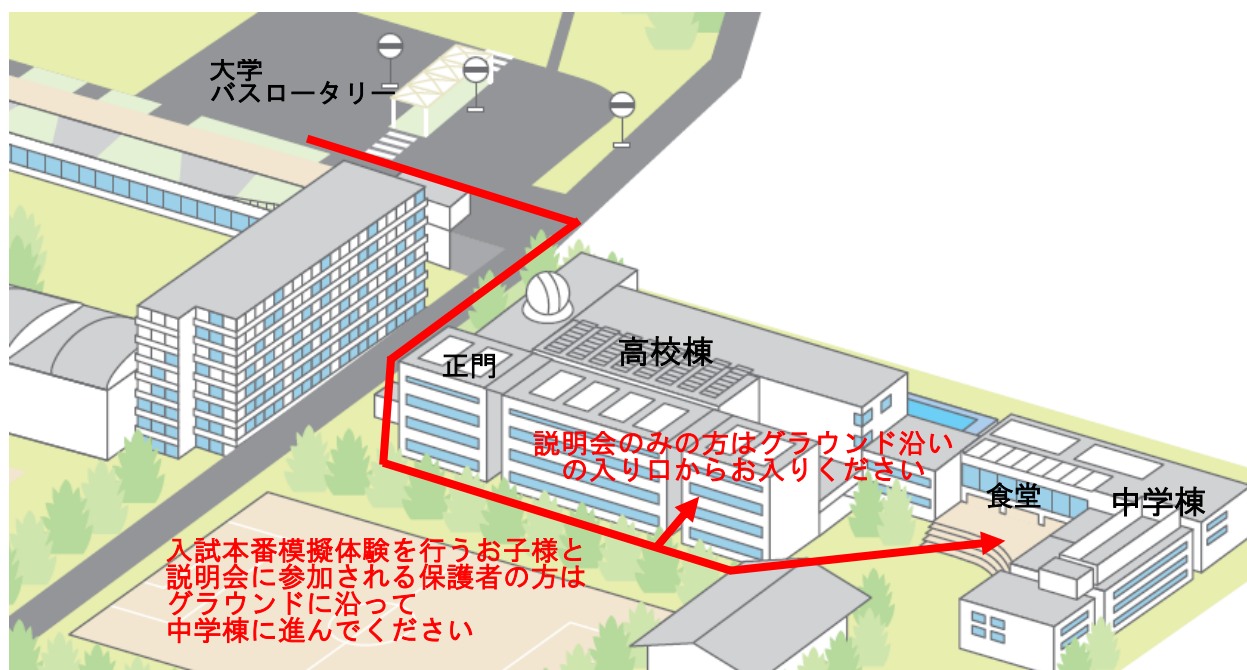 大学
バスロータリー
正門
高校棟
説明会のみの方はグラウンド沿い
の入り口からお入りください
食堂
中学棟
入試本番模擬体験を行うお子様と
説明会に参加される保護者の方は
グラウンドに沿って
中学棟に進んでください